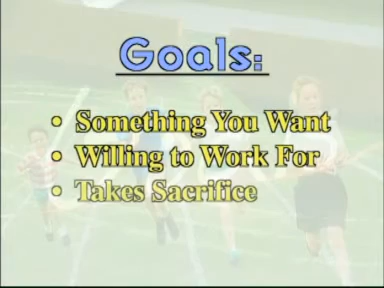 Goals:
• Something You Want
• Willing to Work For
• Takes Sacrifice